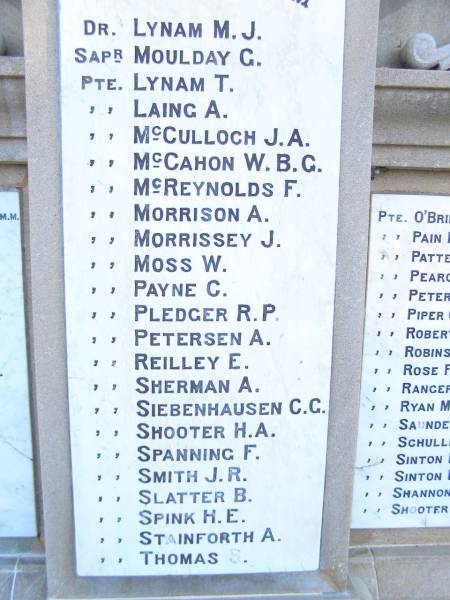 M.M.
Dr. Lynam M.J.
Sapr Moulday G.
Pte. Lynam T.
,, Laing A.
,, McCulloch J.A.
,, McCahon W.B.G.
,, McReynolds F.
,, Morrison A.
,, Morrissey J.
,, Moss W.
,, Payne C.
,, Pledger R.P.
,, Petersen A.
,, Reilley E.
,, Sherman A.
,, Siebenhausen C.G.
,, Shooter H.A.
,, Spanning F.
,, Smith J.R.
,, Slatter B.
,, Spink H.E.
,, Stainforth A.
,, Thomas S.
Pte O'Bri
,, Pain
,, Patte
,, Pearc
,, Peter
,, Piper
,, Rober
,, Robins
,, Rose F
,, Ranger
,, Ryan M
,, Saunde
,, Schull
,, Sinton
,, Sinton
,, Shannon
,, Shooter